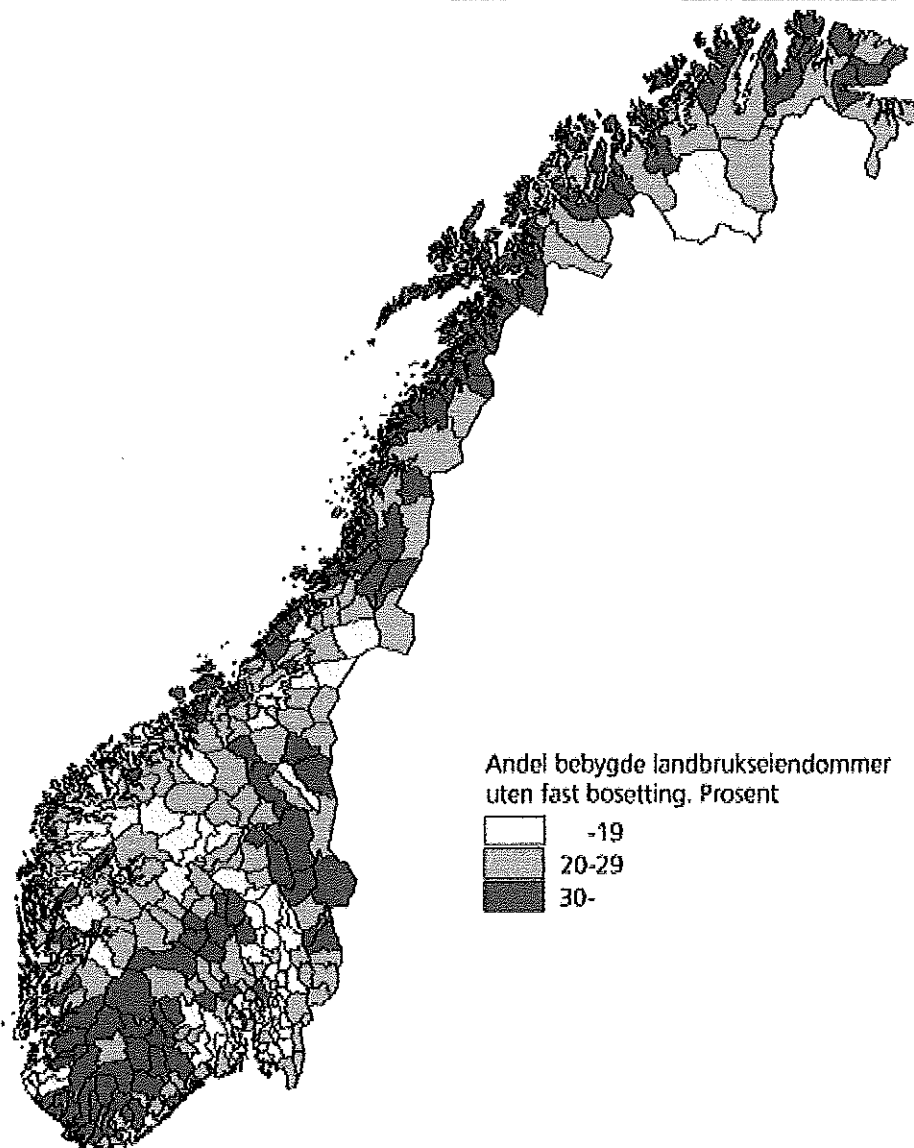 Andel bebygde landbrukseiendommer
uten fast bosetting. Prosent
-19
20-29
30-